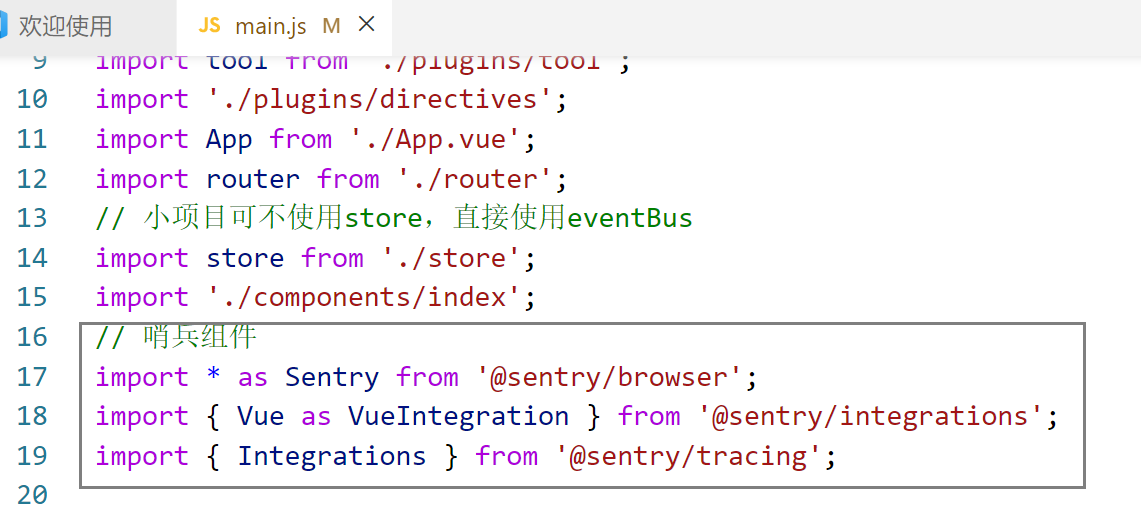 欢迎使用
JS main.js M ×
9 import tool from './plugins/tool';
10 import './plugins/directives';
11 import App from './App.vue';
12 import router from './router';
13 // 小项目可不使用store，直接使用eventBus
14 import store from './store';
15 import './components/index';
16 // 哨兵组件
17 import * as Sentry from '@sentry/browser';
18 import { Vue as VueIntegration } from '@sentry/integrations';
19 import { Integrations } from '@sentry/tracing';
20